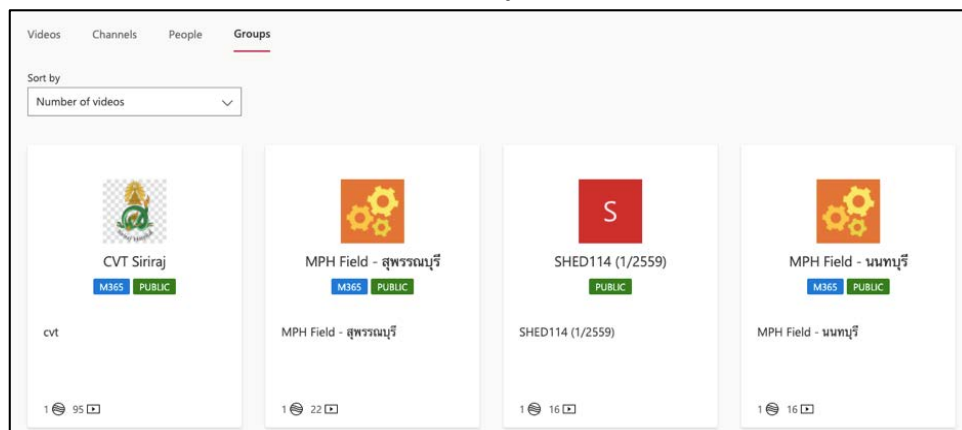 Videos Channels People Groups
Sort by
Number of videos
S
CVT Siriraj
M365 PUBLIC
cvt
1 95
MPH Field - สุพรรณบุรี
M365 PUBLIC
MPH Field - สุพรรณบุรี
1 22
SHED114 (1/2559)
PUBLIC
SHED114 (1/2559)
1 16
MPH Field - นนทบุรี
M365 PUBLIC
MPH Field - นนทบุรี
1 16